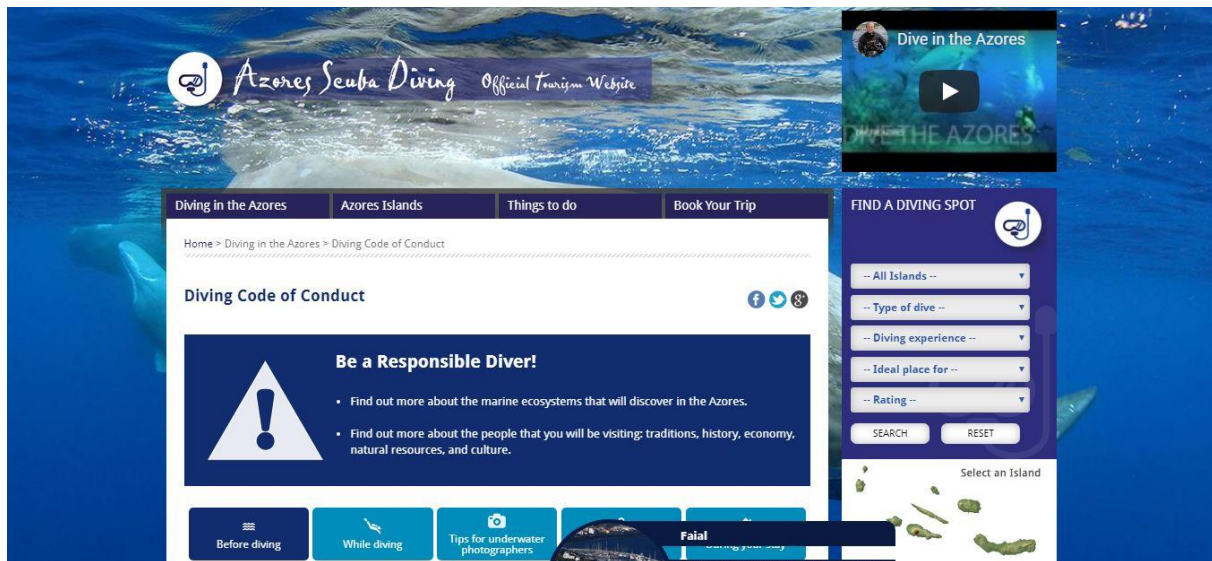 Azores Scuba Diving Official Tourism Website
Dive in the Azores
DIVE THE AZORES
Diving in the Azores
Azores Islands
Things to do
Book Your Trip
Home > Diving in the Azores > Diving Code of Conduct
Diving Code of Conduct
Be a Responsible Diver!
• Find out more about the marine ecosystems that will discover in the Azores.
• Find out more about the people that you will be visiting: traditions, history, economy,
natural resources, and culture.
Before diving
While diving
Tips for underwater
photographers
During your stay
Faial
FIND A DIVING SPOT
-- All Islands --
-- Type of dive --
-- Diving experience --
-- Ideal place for --
-- Rating --
SEARCH
RESET
Select an Island